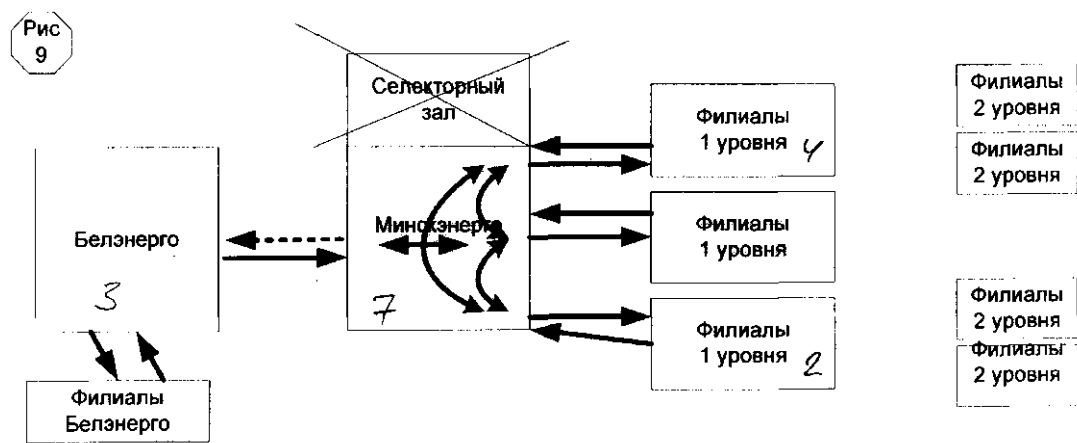 Рис
9
Селекторный
зал
Филиалы
1 уровня 4
Филиалы
2 уровня
Филиалы
2 уровня
Белэнерго
3
Минскэнерго
7
Филиалы
1 уровня
Филиалы
1 уровня 2
Филиалы
2 уровня
Филиалы
2 уровня
Филиалы
Белэнерго